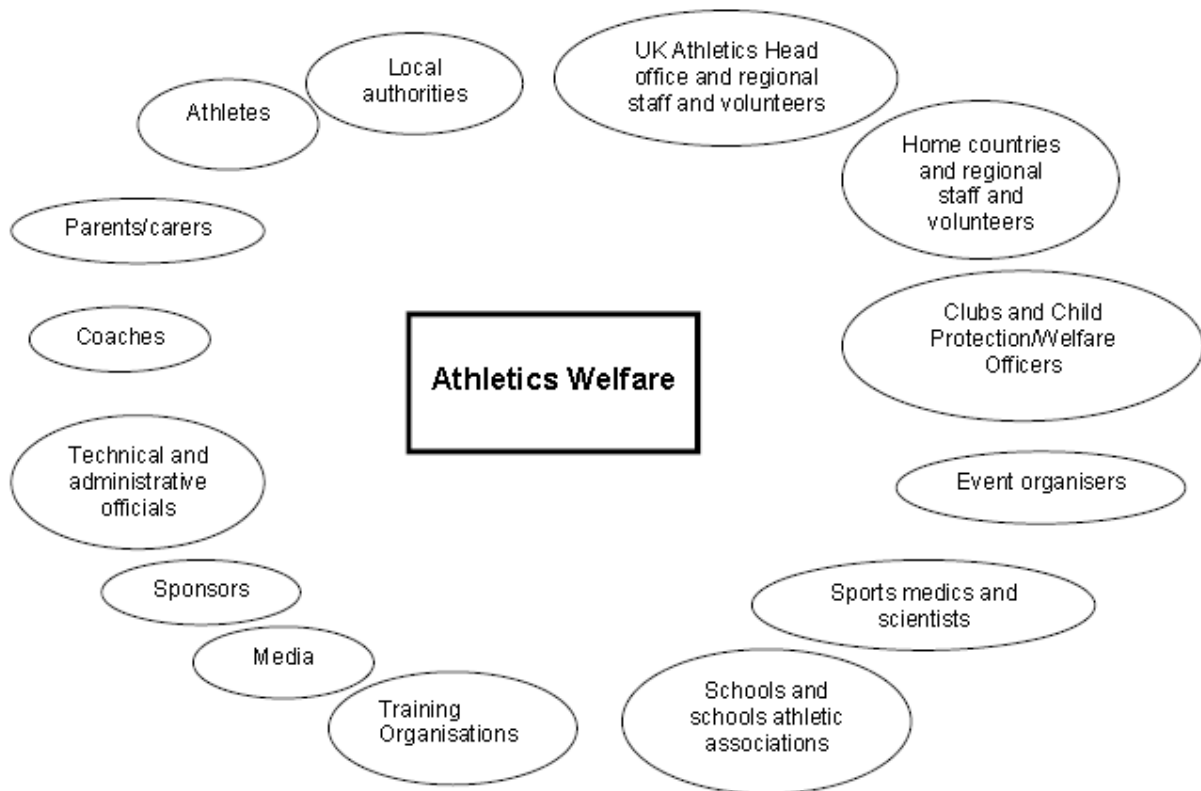 Local
authorities
UK Athletics Head
office and regional
staff and volunteers
Athletes
Home countries
and regional
staff and
volunteers
Parents/carers
Clubs and Child
Protection/Welfare
Officers
Coaches
Athletics Welfare
Technical and
administrative
officials
Event organisers
Sponsors
Sports medics and
scientists
Media
Training
Organisations
Schools and
schools athletic
associations